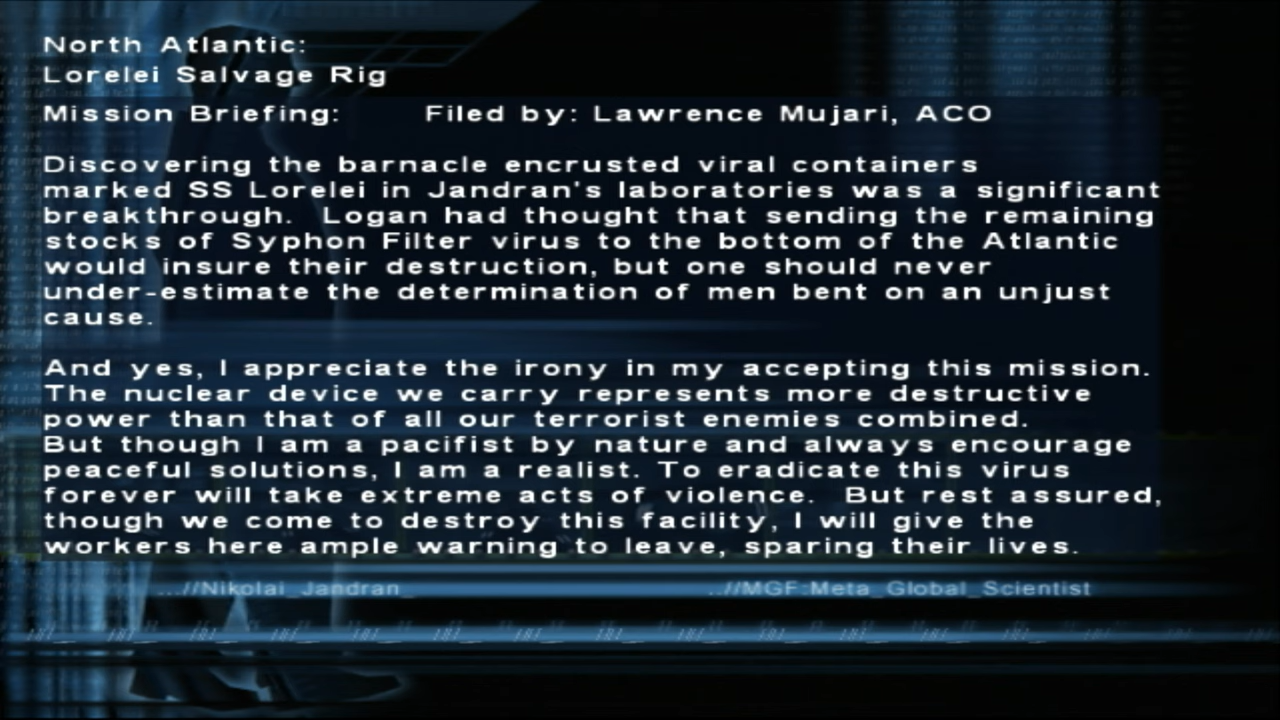 North Atlantic:
Lorelei Salvage Rig
Mission Briefing: Filed by: Lawrence Mujari, ACO
Discovering the barnacle encrusted viral containers
marked SS Lorelei in Jandran's laboratories was a significant
breakthrough. Logan had thought that sending the remaining
stocks of Syphon Filter virus to the bottom of the Atlantic
would insure their destruction, but one should never
under-estimate the determination of men bent on an unjust
cause.
And yes, I appreciate the irony in my accepting this mission.
The nuclear device we carry represents more destructive
power than that of all our terrorist enemies combined.
But though I am a pacifist by nature and always encourage
peaceful solutions, I am a realist. To eradicate this virus
forever will take extreme acts of violence. But rest assured,
though we come to destroy this facility, I will give the
workers here ample warning to leave, sparing their lives.
...//Nikolai_Jandran_ ..//MGF:Meta_Global_Scientist